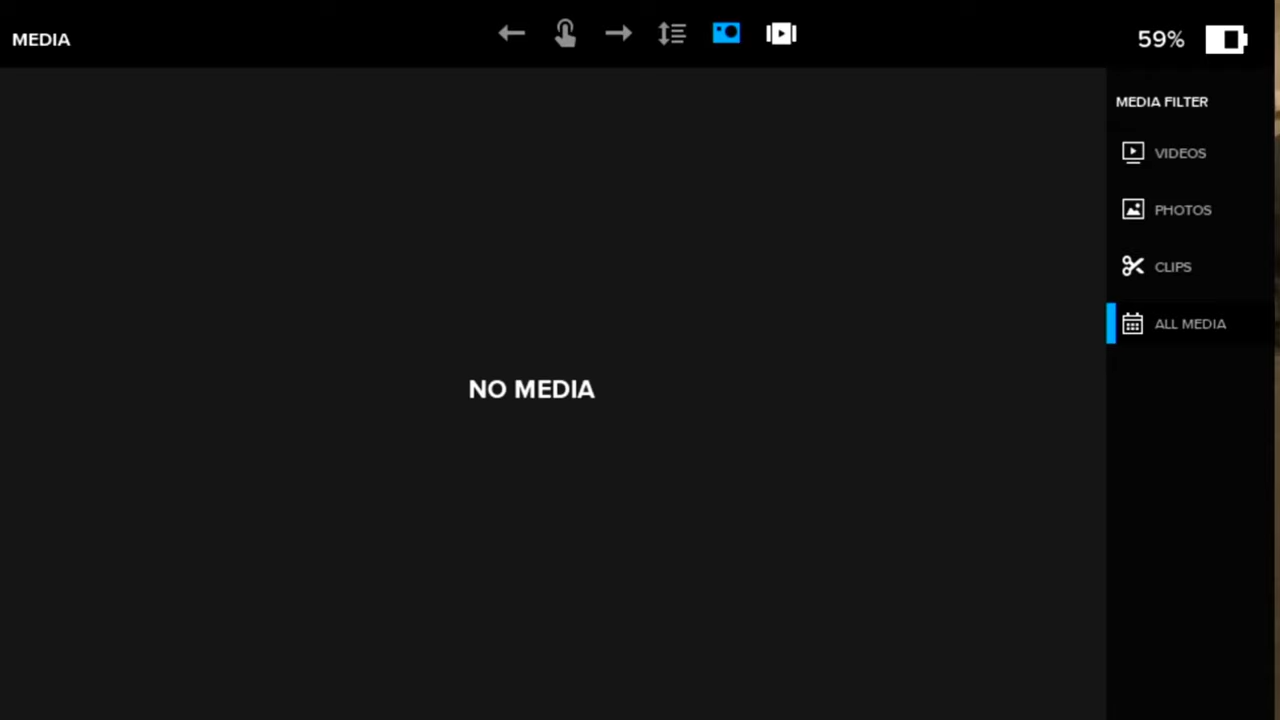 MEDIA
59%
MEDIA FILTER
VIDEOS
PHOTOS
CLIPS
ALL MEDIA
NO MEDIA